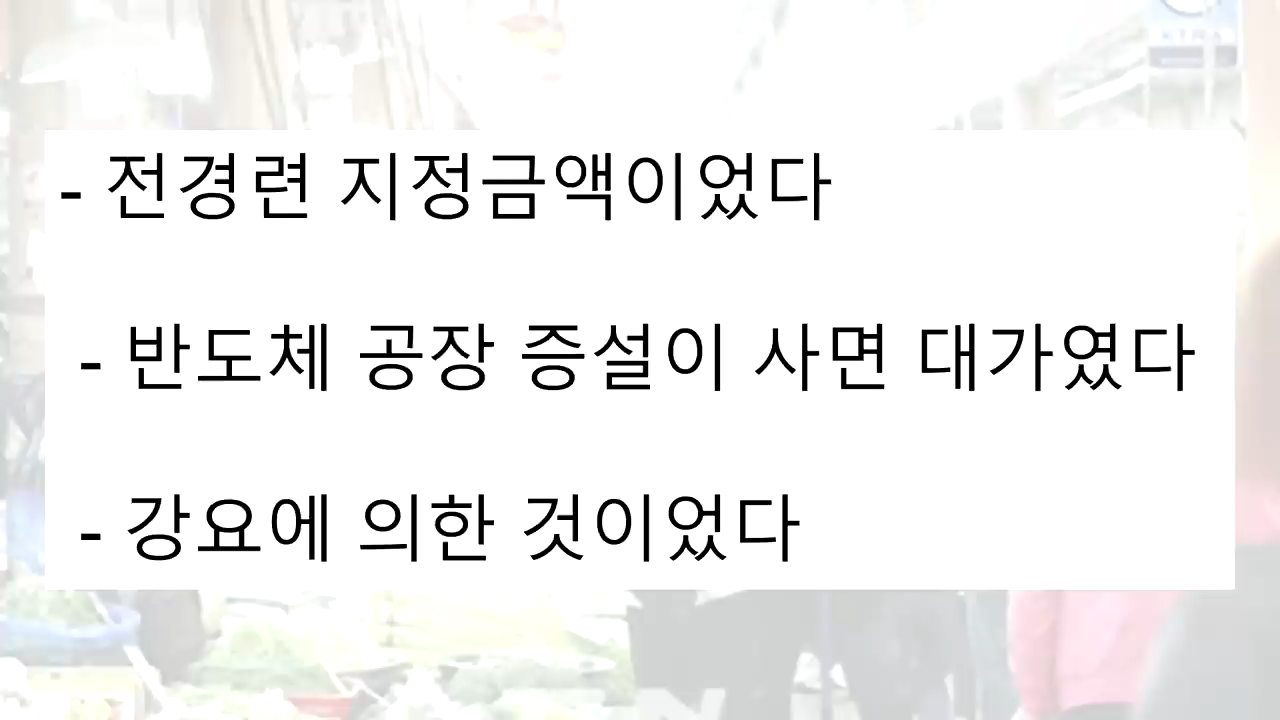 - 전경련 지정금액이었다
- 반도체 공장 증설이 사면 대가였다
- 강요에 의한 것이었다